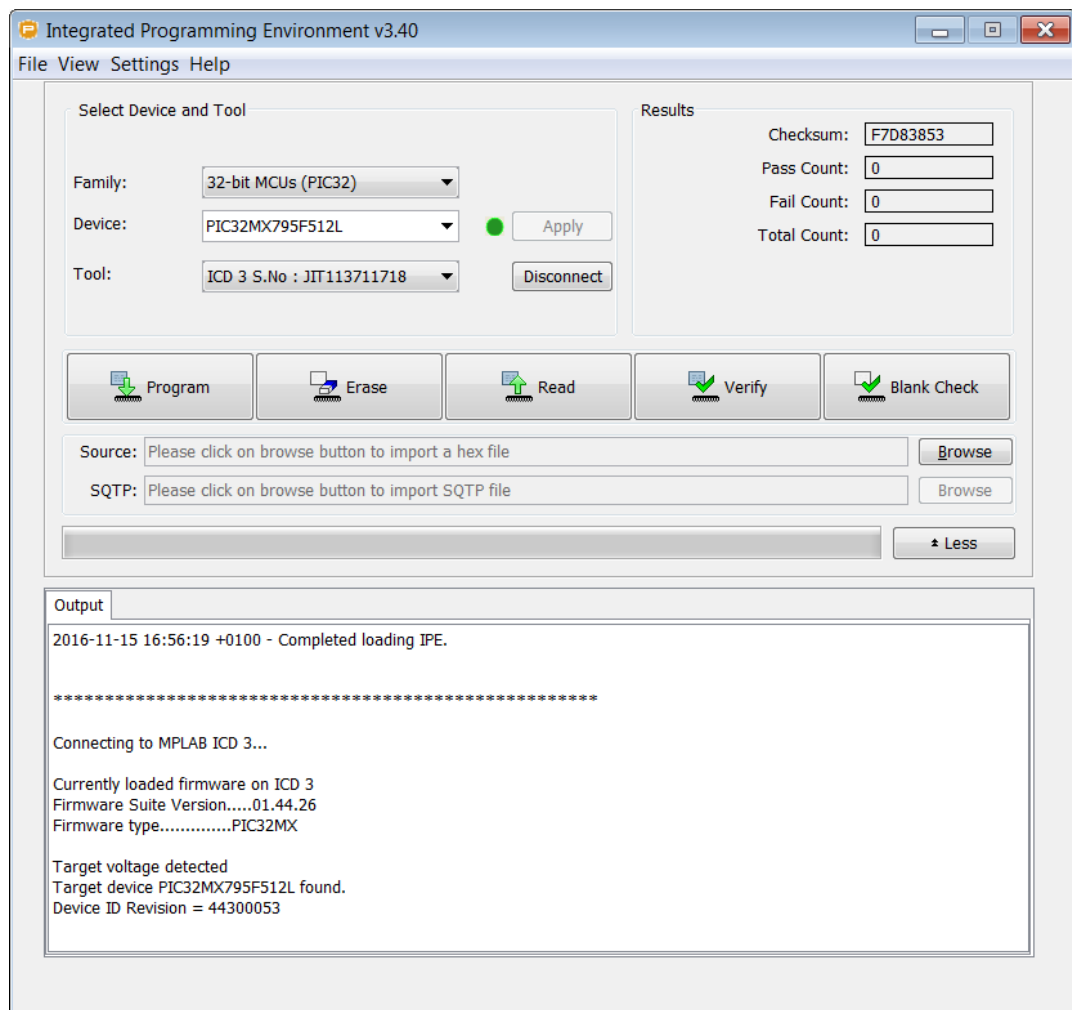 Integrated Programming Environment v3.40
File View Settings Help
Select Device and Tool
Family: 32-bit MCUs (PIC32)
Device: PIC32MX795F512L Apply
Tool: ICD 3 S.No : JIT113711718 Disconnect
Results
Checksum: F7D83853
Pass Count: 0
Fail Count: 0
Total Count: 0
Program Erase Read Verify Blank Check
Source: Please click on browse button to import a hex file Browse
SQTP: Please click on browse button to import SQTP file Browse
Less
Output
2016-11-15 16:56:19 +0100 - Completed loading IPE.
*****************************************************
Connecting to MPLAB ICD 3...
Currently loaded firmware on ICD 3
Firmware Suite Version.....01.44.26
Firmware type..............PIC32MX
Target voltage detected
Target device PIC32MX795F512L found.
Device ID Revision = 44300053